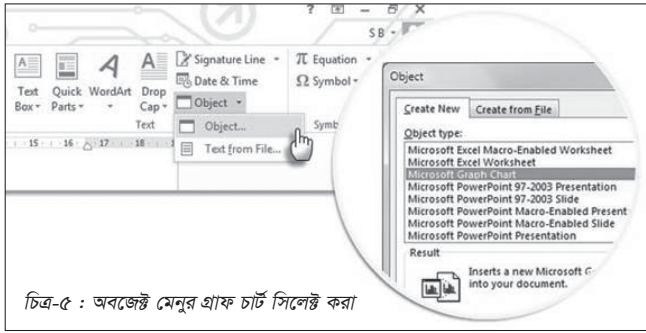 ? — X
S B
Text Box
Quick Parts
WordArt
Drop Cap
Signature Line
Date & Time
Object
Text
π Equation
Ω Symbol
Symb
Object...
Text from File...
15 16 17 18
Object
Create New Create from File
Object type:
Microsoft Excel Macro-Enabled Worksheet
Microsoft Excel Worksheet
Microsoft Graph Chart
Microsoft PowerPoint 97-2003 Presentation
Microsoft PowerPoint 97-2003 Slide
Microsoft PowerPoint Macro-Enabled Present
Microsoft PowerPoint Macro-Enabled Slide
Microsoft PowerPoint Presentation
Result
Inserts a new Microsoft G
into your document.
চিত্র-৫ : অবজেক্ট মেনুর গ্রাফ চার্ট সিলেক্ট করা